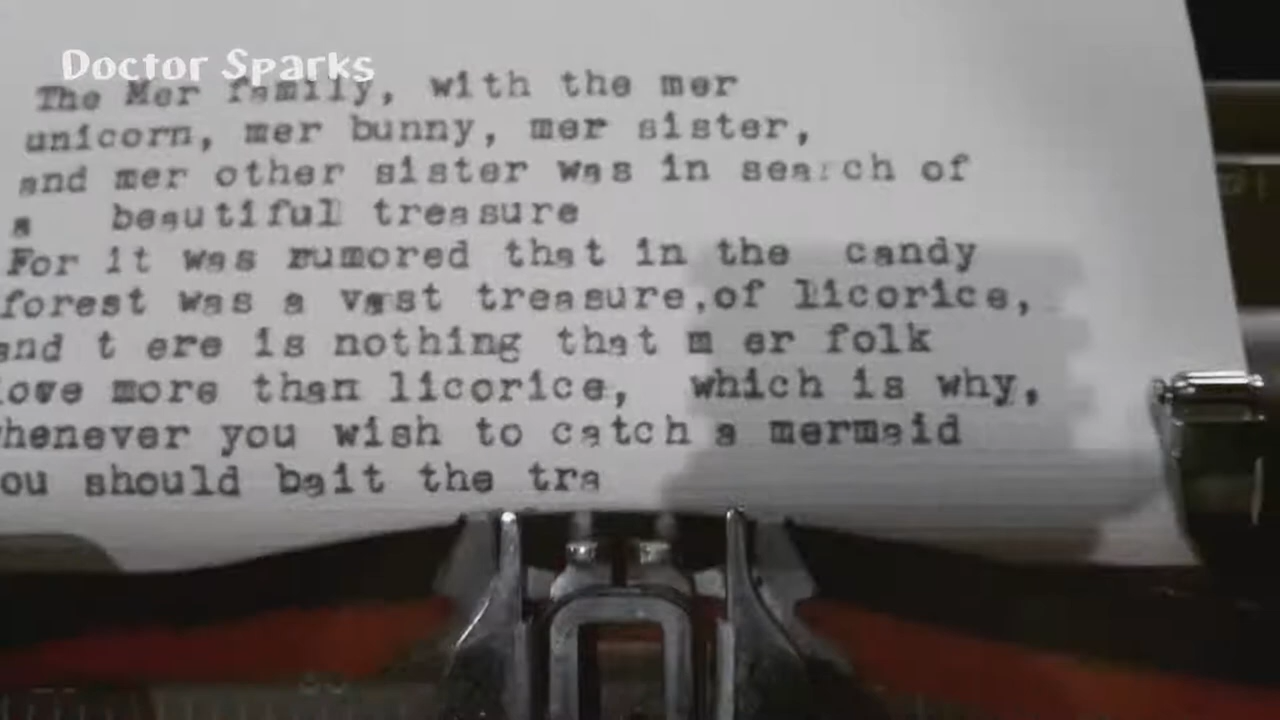 Doctor Sparks
The Mer family, with the mer
unicorn, mer bunny, mer sister,
and mer other sister was in search of
a beautiful treasure
For it was rumored that in the candy
forest was a vast treasure,of licorice,
and t ere is nothing that m er folk
love more than licorice, which is why,
whenever you wish to catch a mermaid
ou should bait the tra